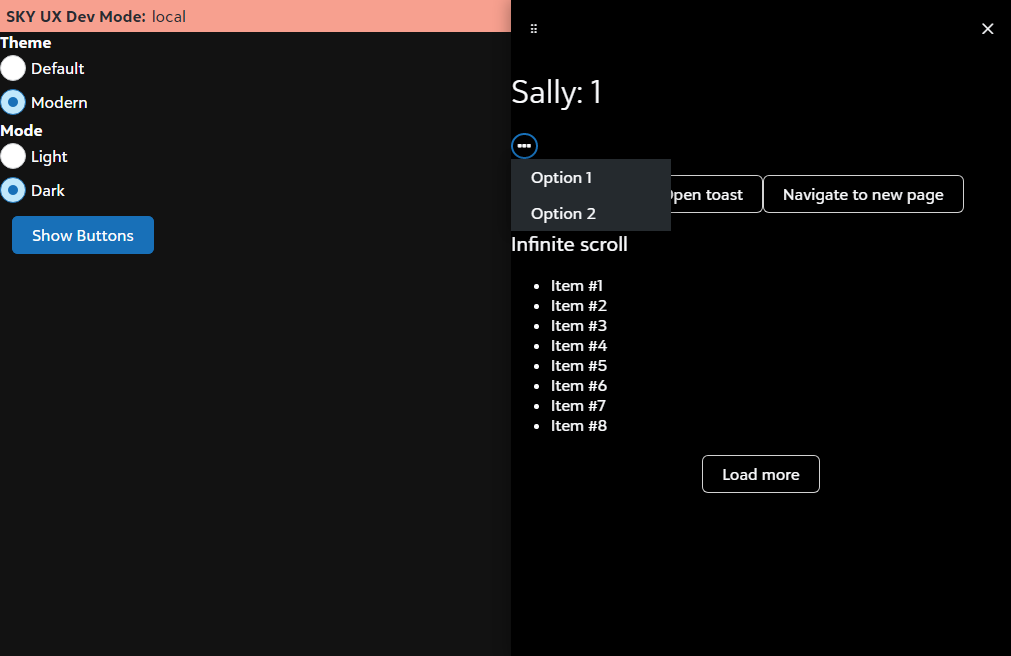 SKY UX Dev Mode: local
Theme
Default
Modern
Mode
Light
Dark
Show Buttons
Sally: 1
Option 1
Option 2
pen toast
Navigate to new page
Infinite scroll
Item #1
Item #2
Item #3
Item #4
Item #5
Item #6
Item #7
Item #8
Load more